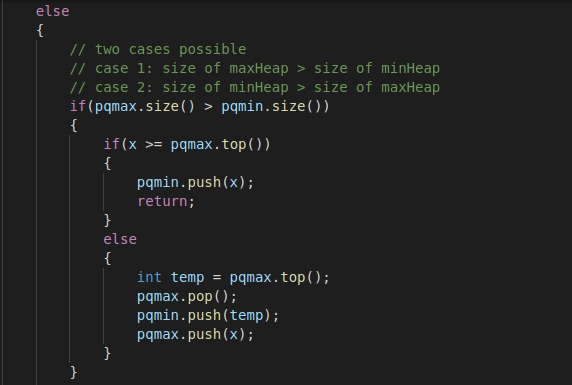 else
{
// two cases possible
// case 1: size of maxHeap > size of minHeap
// case 2: size of minHeap > size of maxHeap
if(pqmax.size() > pqmin.size())
{
if(x >= pqmax.top())
{
pqmin.push(x);
return;
}
else
{
int temp = pqmax.top();
pqmax.pop();
pqmin.push(temp);
pqmax.push(x);
}
}